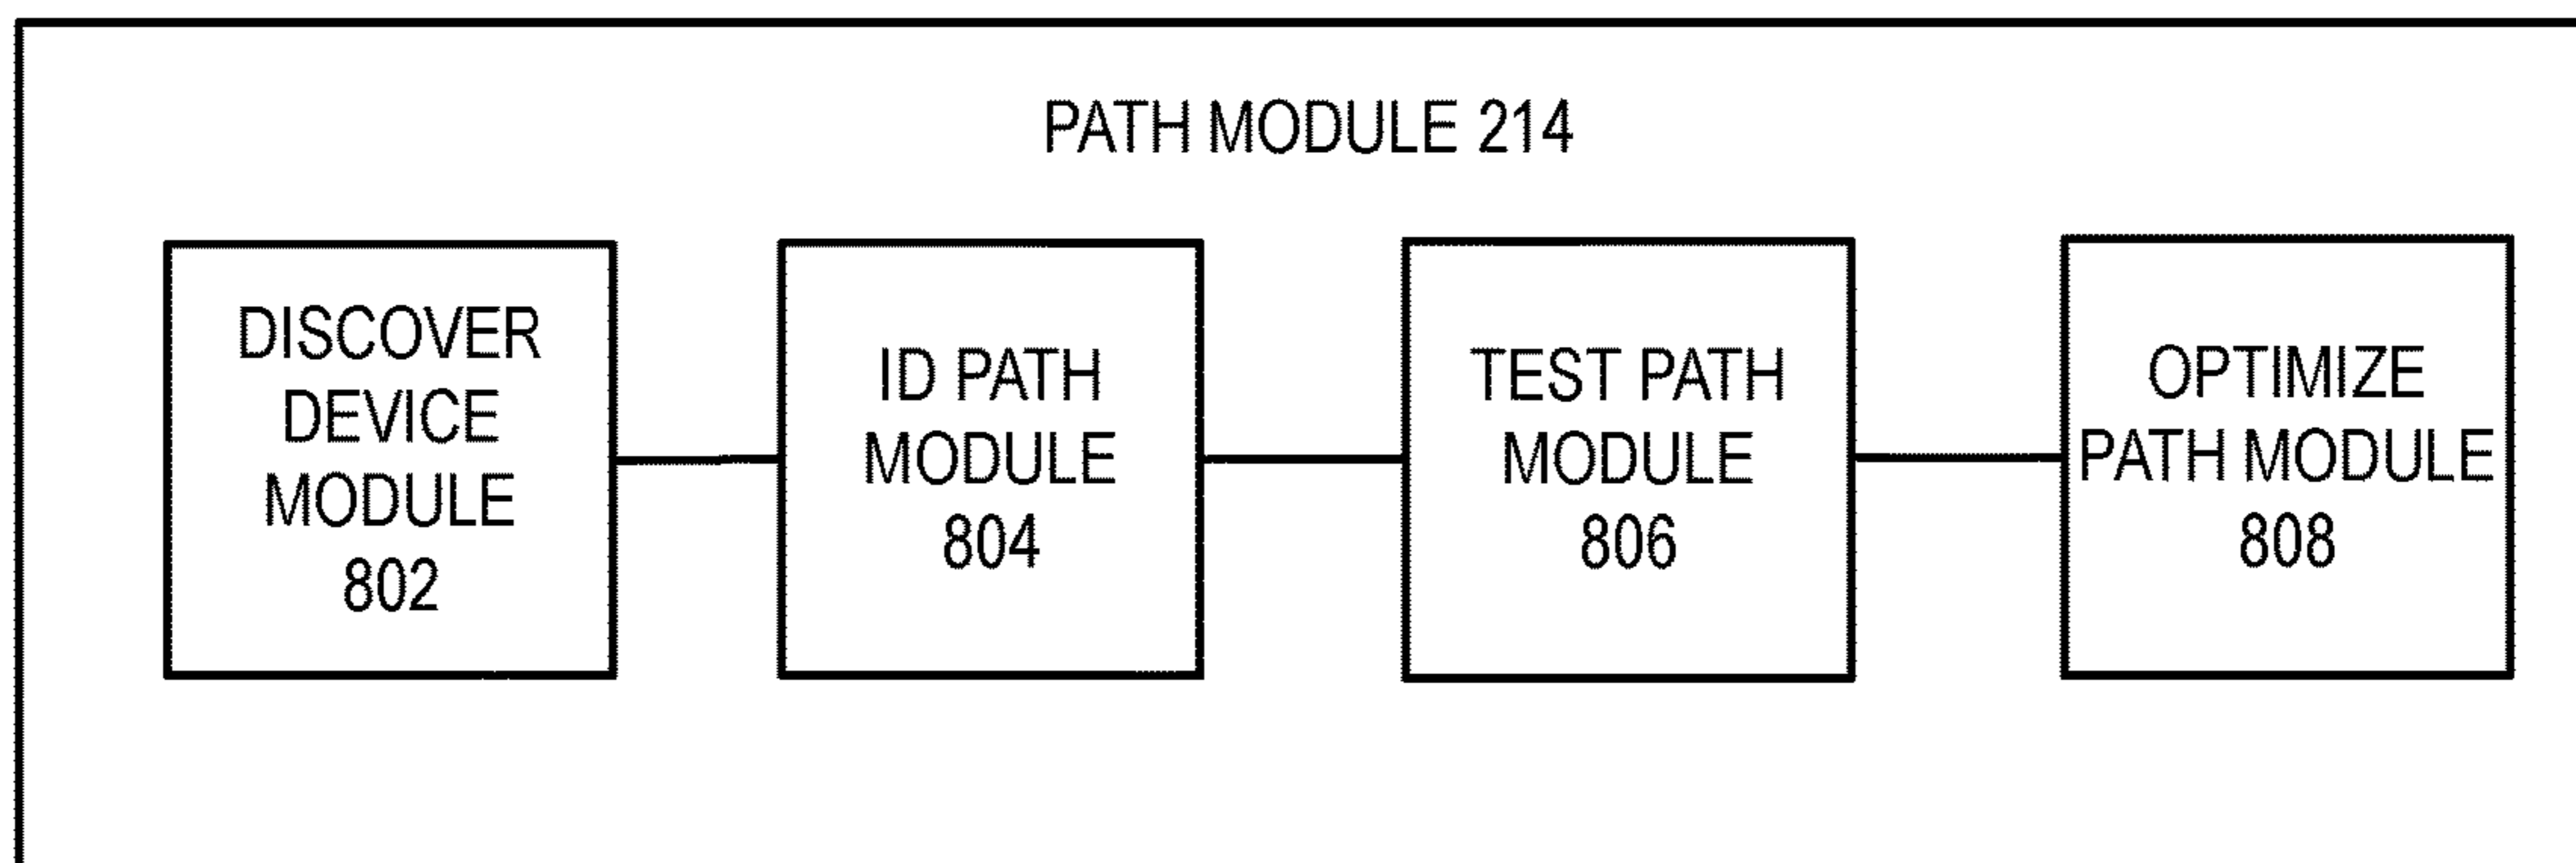 PATH MODULE 214
DISCOVER
DEVICE
MODULE
802
ID PATH
MODULE
804
TEST PATH
MODULE
806
OPTIMIZE
PATH MODULE
808